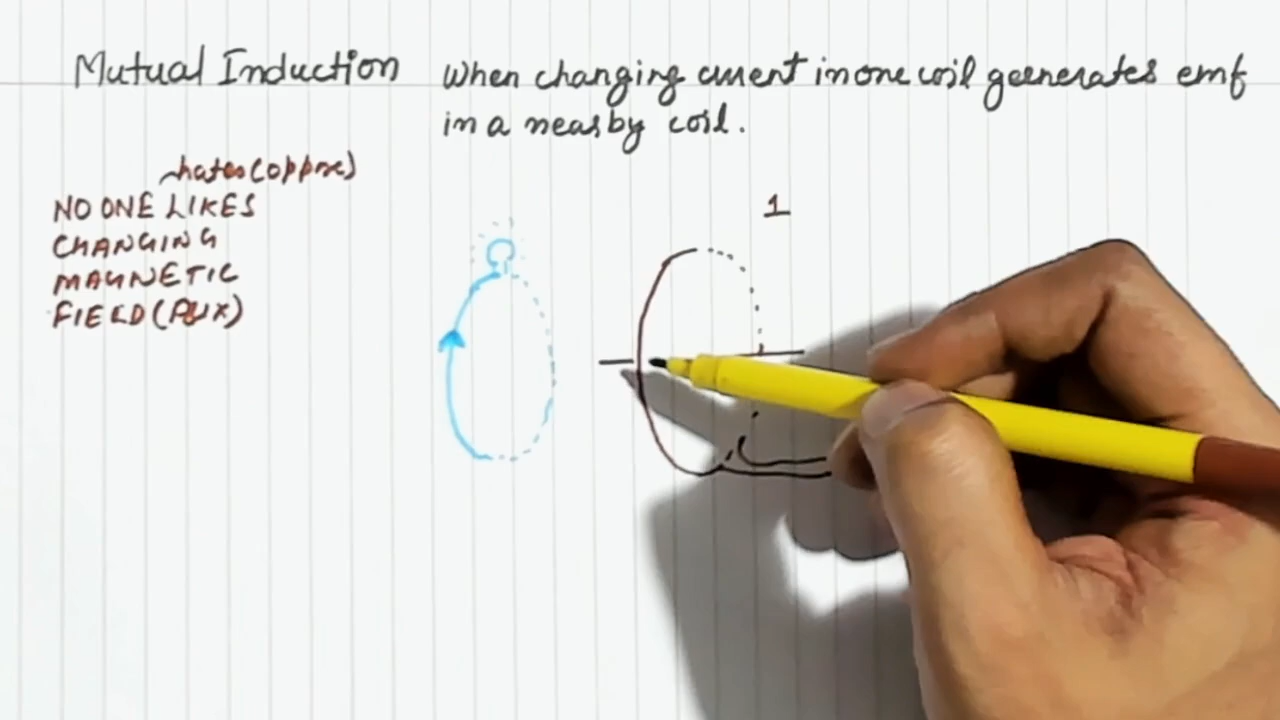 Mutual Induction
When changing current in one coil geenerates emf
in a nearby coil.
hates (oppose)
NO ONE LIKES
CHANGING
MAGNETIC
FIELD (FLUX)
1